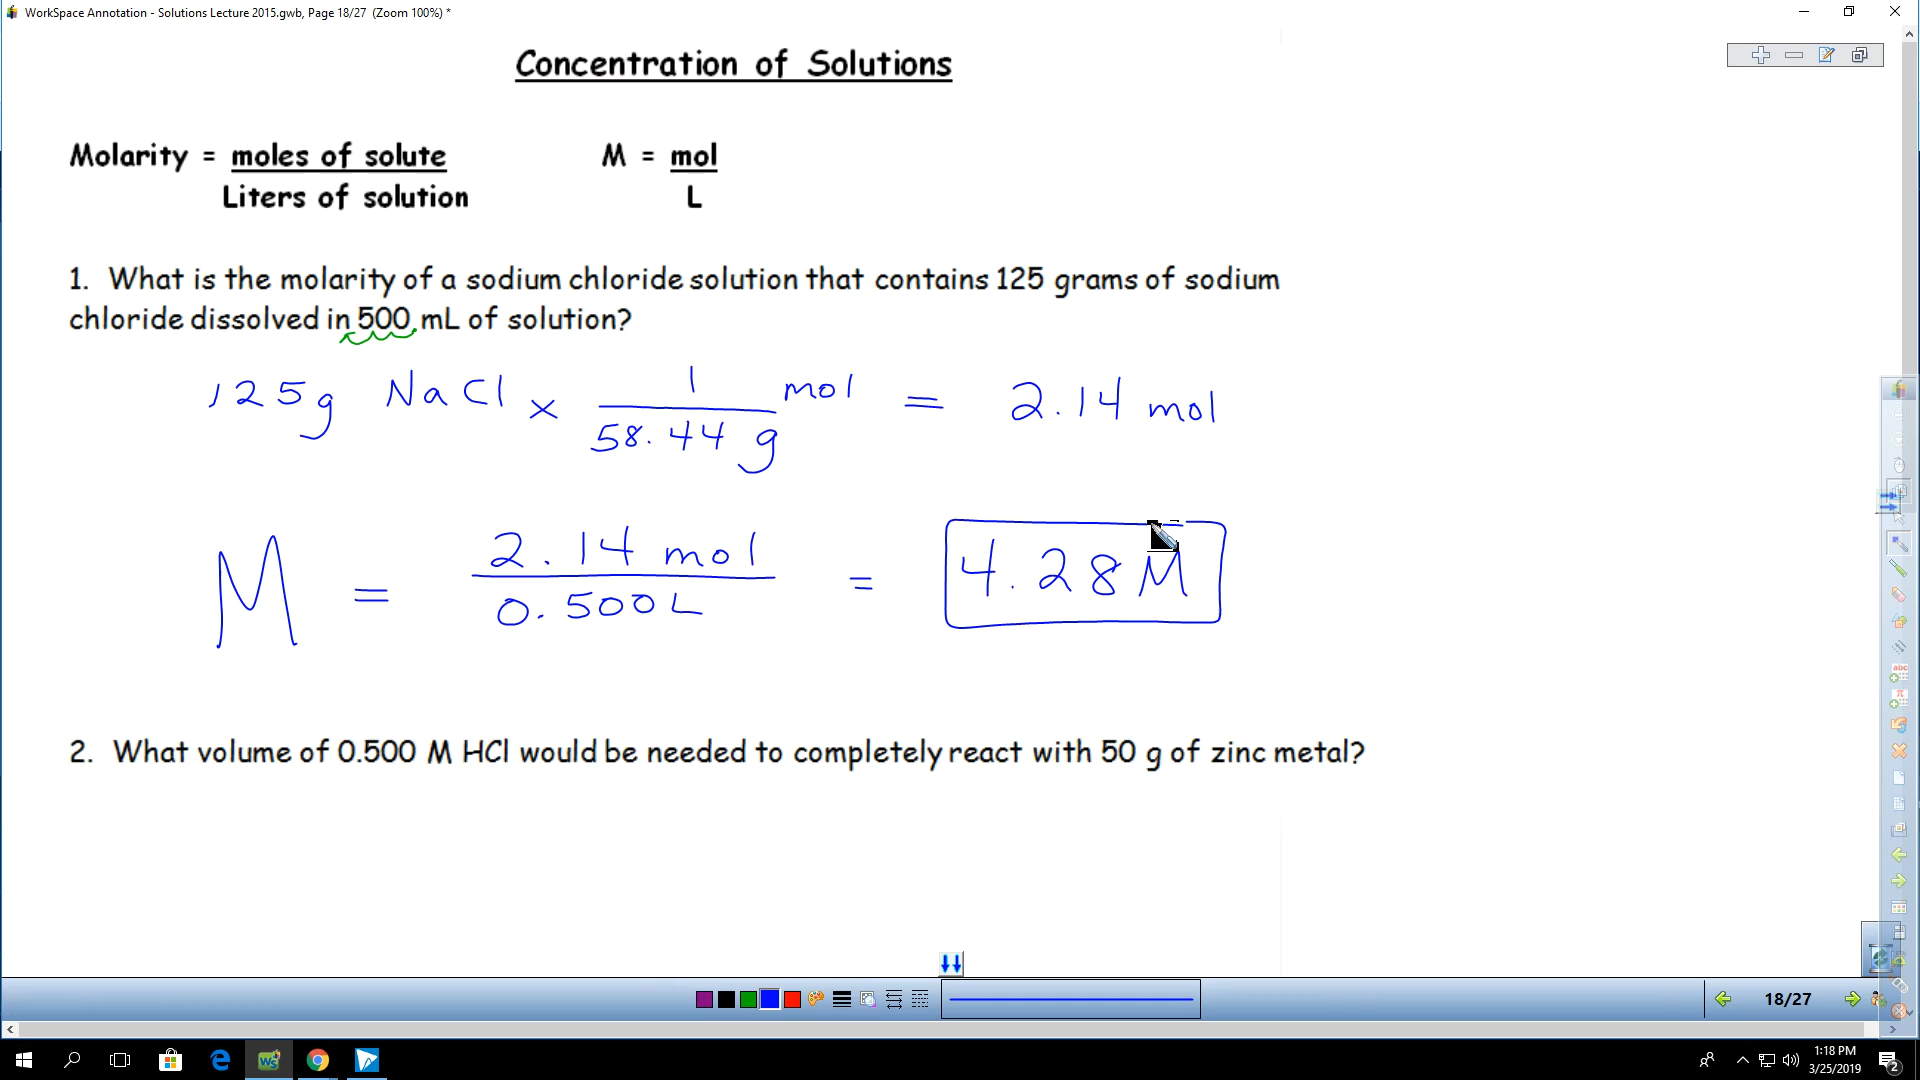 WorkSpace Annotation - Solutions Lecture 2015.gwb, Page 18/27 (Zoom 100%) *
Concentration of Solutions
Molarity = moles of solute
Liters of solution
M = mol
L
1. What is the molarity of a sodium chloride solution that contains 125 grams of sodium
chloride dissolved in 500 mL of solution?
125g NaCl × 1 mol = 2.14 mol
58.44 g
M = 2.14 mol = 4.28 M
0.500 L
2. What volume of 0.500 M HCl would be needed to completely react with 50 g of zinc metal?
abc
π
18/27
WS
1:18 PM
3/25/2019
2